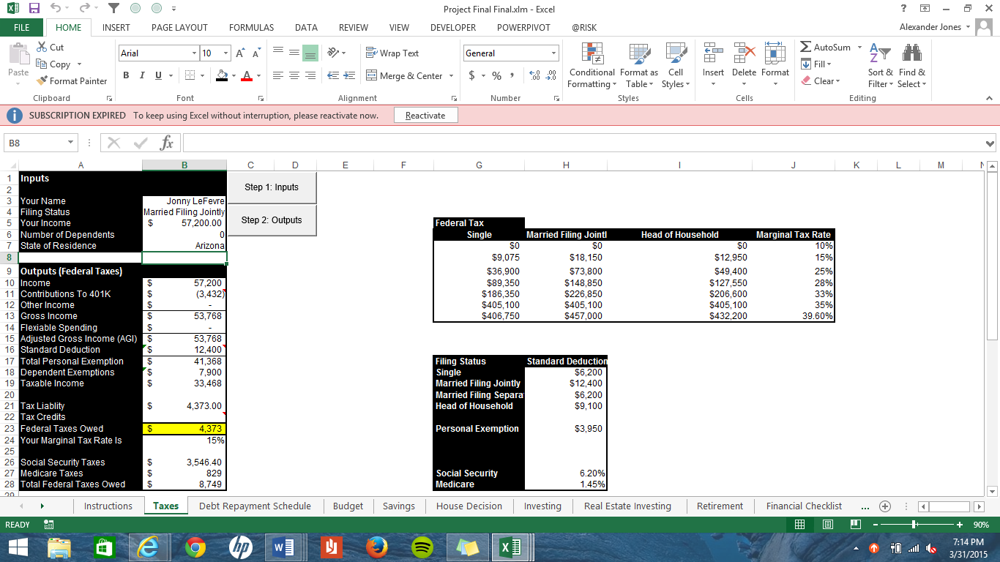 Project Final Final.xlm - Excel
FILE HOME INSERT PAGE LAYOUT FORMULAS DATA REVIEW VIEW DEVELOPER POWERPIVOT @RISK Alexander Jones
Paste
Cut
Copy
Format Painter
Clipboard
Arial 10
B I U
Font
Wrap Text
Merge & Center
Alignment
General
$ % ,
Number
Conditional Formatting
Format as Table
Cell Styles
Styles
Insert Delete Format
Cells
AutoSum
Fill
Clear
Sort & Filter
Find & Select
Editing
SUBSCRIPTION EXPIRED To keep using Excel without interruption, please reactivate now. Reactivate
B8 fx
A B C D E F G H I J K L M
1 Inputs
Step 1: Inputs
2
3 Your Name Jonny LeFevre
4 Filing Status Married Filing Jointly
Step 2: Outputs
5 Your Income $ 57,200.00 Federal Tax
6 Number of Dependents 0 Single Married Filing Jointl Head of Household Marginal Tax Rate
7 State of Residence Arizona $0 $0 $0 10%
8 $9,075 $18,150 $12,950 15%
9 Outputs (Federal Taxes) $36,900 $73,800 $49,400 25%
10 Income $ 57,200 $89,350 $148,850 $127,550 28%
11 Contributions To 401K $ (3,432) $186,350 $226,850 $206,600 33%
12 Other Income $ - $405,100 $405,100 $405,100 35%
13 Gross Income $ 53,768 $406,750 $457,000 $432,200 39.60%
14 Flexiable Spending $ -
15 Adjusted Gross Income (AGI) $ 53,768
16 Standard Deduction $ 12,400
17 Total Personal Exemption $ 41,368 Filing Status Standard Deduction
18 Dependent Exemptions $ 7,900 Single $6,200
19 Taxable Income $ 33,468 Married Filing Jointly $12,400
20 Married Filing Separa $6,200
21 Tax Liablity $ 4,373.00 Head of Household $9,100
22 Tax Credits
23 Federal Taxes Owed $ 4,373 Personal Exemption $3,950
24 Your Marginal Tax Rate Is 15%
25
26 Social Security Taxes $ 3,546.40
27 Medicare Taxes $ 829 Social Security 6.20%
28 Total Federal Taxes Owed $ 8,749 Medicare 1.45%
29
Instructions Taxes Debt Repayment Schedule Budget Savings House Decision Investing Real Estate Investing Retirement Financial Checklist ...
READY 90%
7:14 PM
3/31/2015